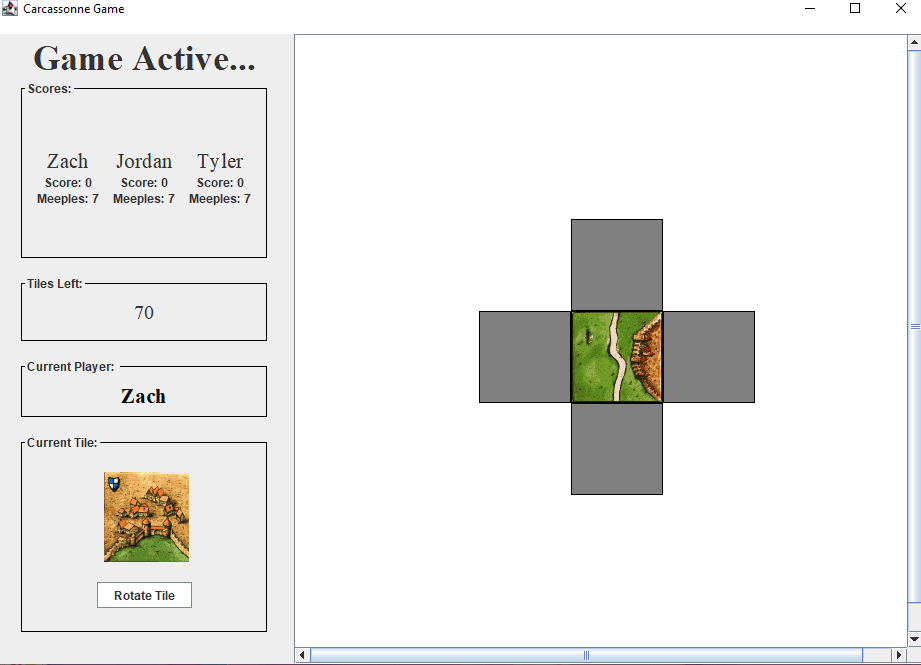 Carcassonne Game
Game Active...
Scores:
Zach Jordan Tyler
Score: 0 Score: 0 Score: 0
Meeples: 7 Meeples: 7 Meeples: 7
Tiles Left:
70
Current Player:
Zach
Current Tile:
Rotate Tile